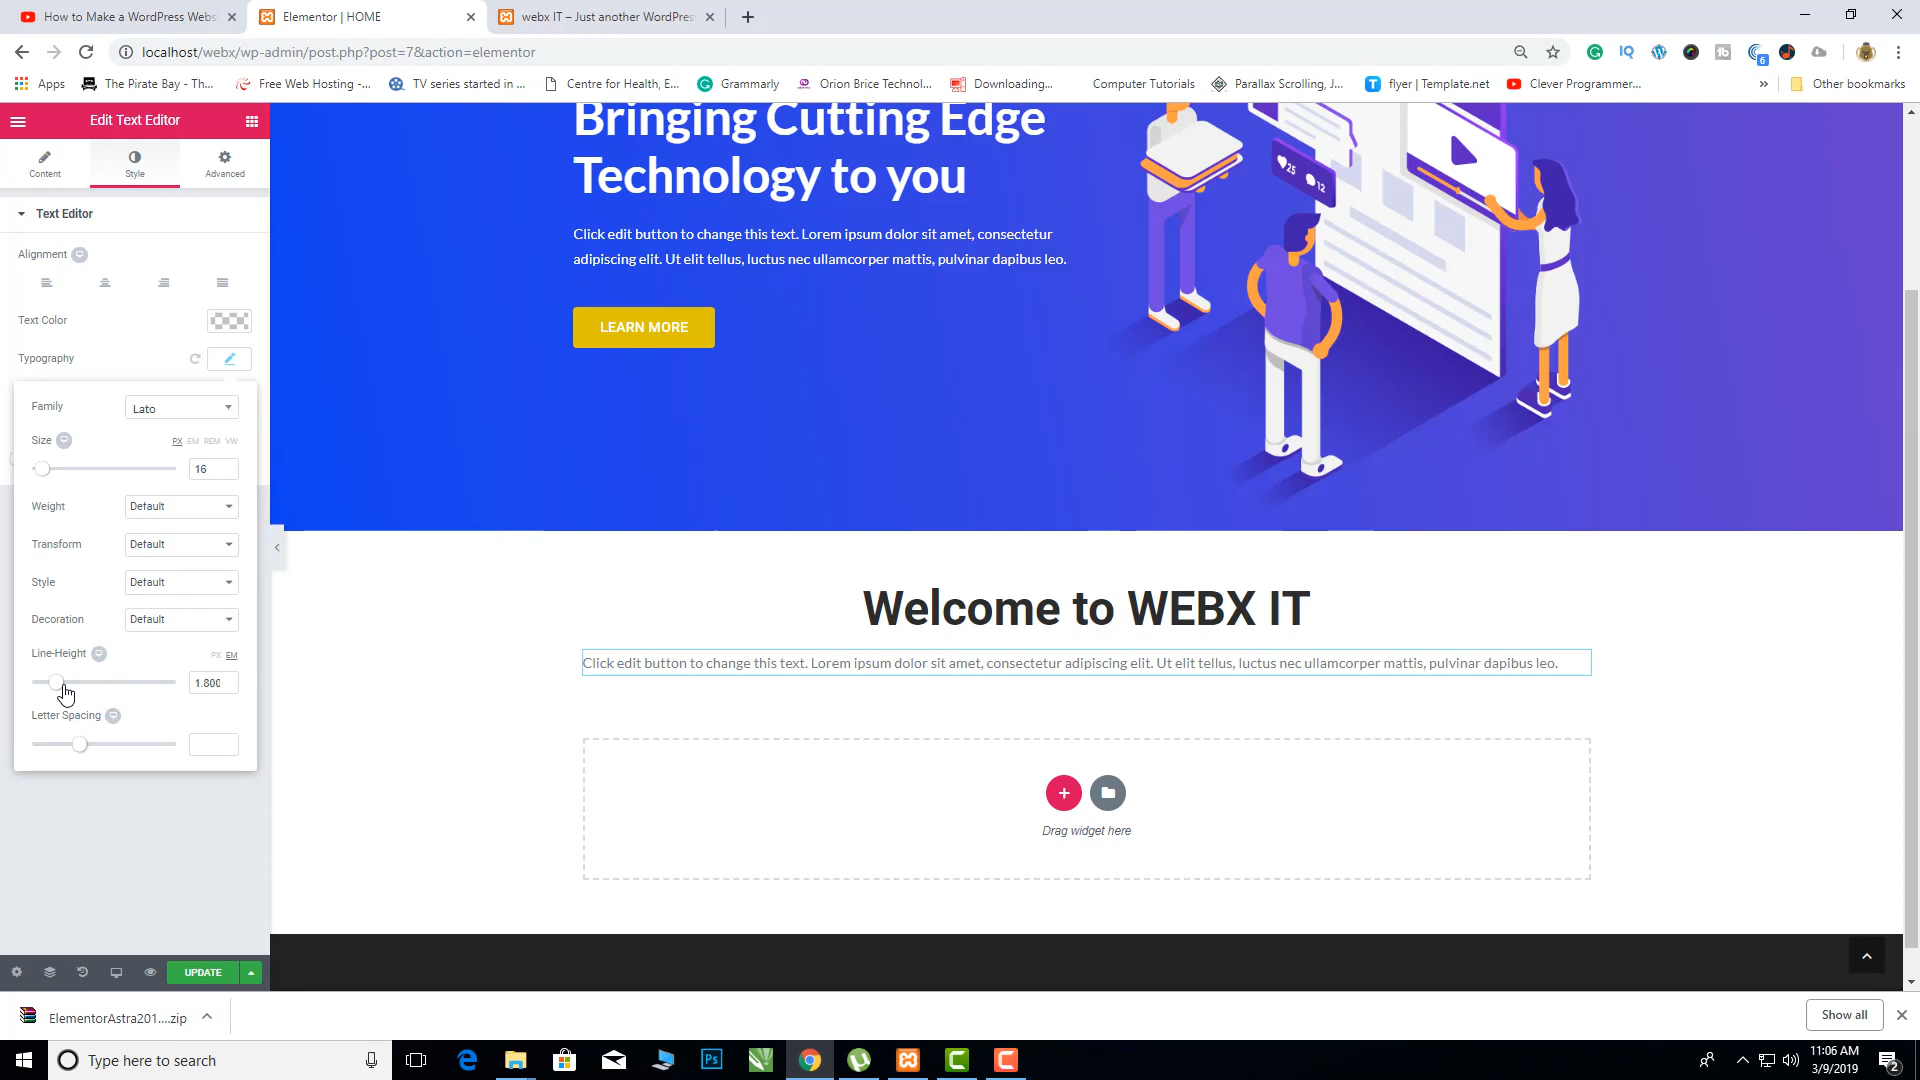 How to Make a WordPress Websi
Elementor | HOME
webx IT – Just another WordPres
localhost/webx/wp-admin/post.php?post=7&action=elementor
6
Apps
The Pirate Bay - Th...
Free Web Hosting -...
TV series started in ...
Centre for Health, E...
Grammarly
Orion Brice Technol...
Downloading...
Computer Tutorials
Parallax Scrolling, J...
flyer | Template.net
Clever Programmer...
Other bookmarks
Edit Text Editor
Content
Style
Advanced
Text Editor
Alignment
Text Color
Typography
Family
Lato
Size
PX EM REM VW
16
Weight
Default
Transform
Default
Style
Default
Decoration
Default
Line-Height
PX EM
1.800
Letter Spacing
UPDATE
Bringing Cutting Edge
Technology to you
Click edit button to change this text. Lorem ipsum dolor sit amet, consectetur
adipiscing elit. Ut elit tellus, luctus nec ullamcorper mattis, pulvinar dapibus leo.
LEARN MORE
25
12
Welcome to WEBX IT
Click edit button to change this text. Lorem ipsum dolor sit amet, consectetur adipiscing elit. Ut elit tellus, luctus nec ullamcorper mattis, pulvinar dapibus leo.
Drag widget here
ElementorAstra201....zip
Show all
Type here to search
Ps
11:06 AM
3/9/2019
2